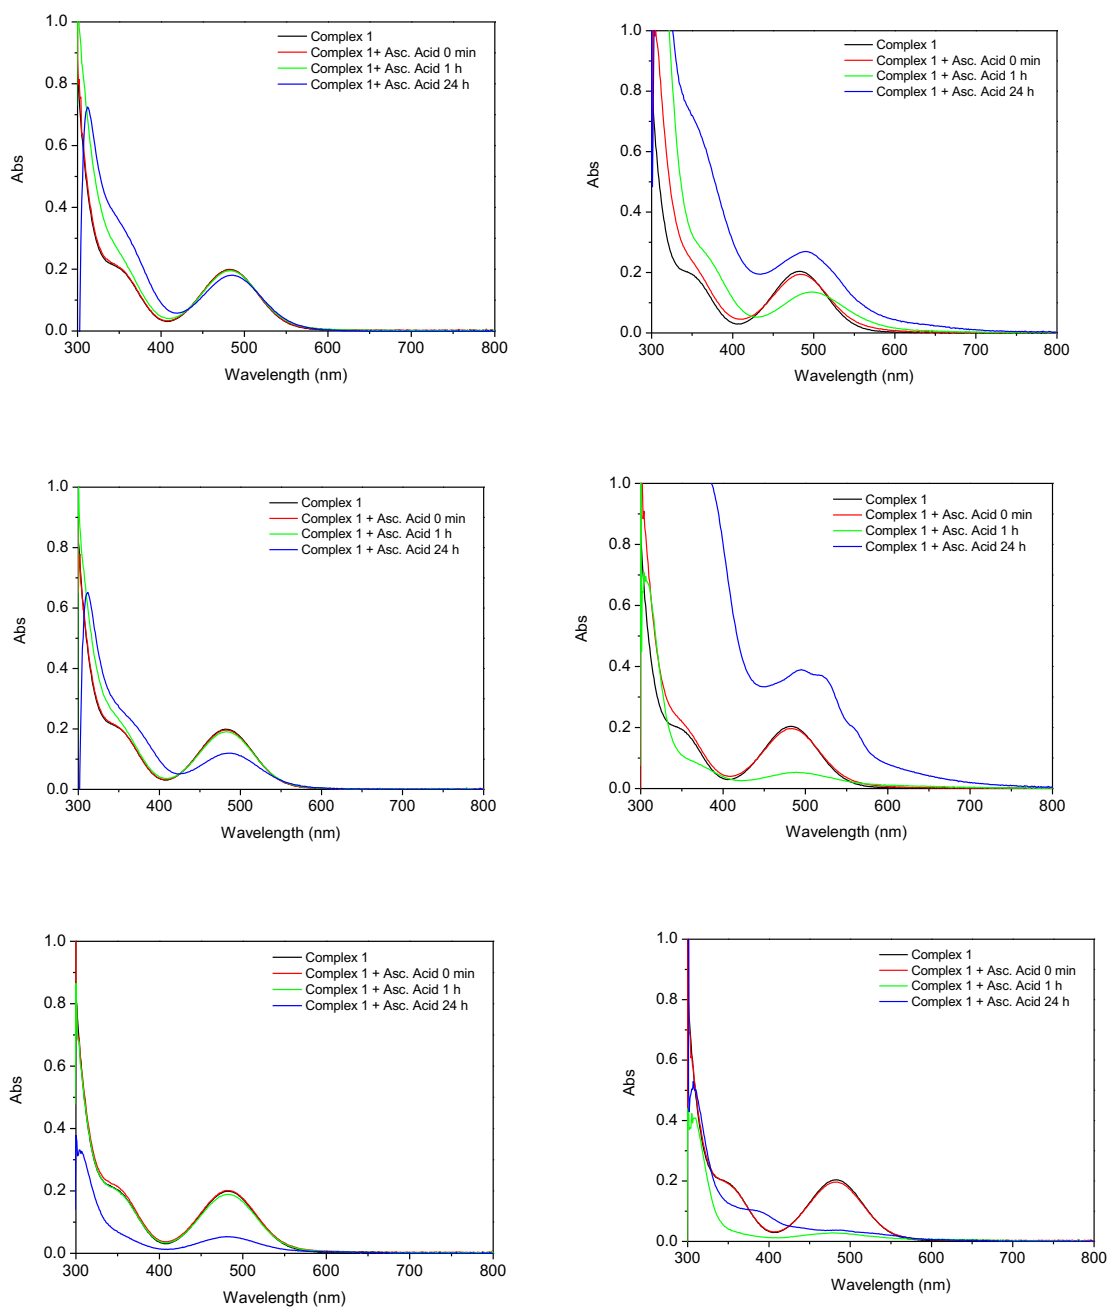 1.0
0.8
0.6
0.4
0.2
0.0
Abs
300 400 500 600 700 800
Wavelength (nm)
Complex 1
Complex 1+ Asc. Acid 0 min
Complex 1+ Asc. Acid 1 h
Complex 1+ Asc. Acid 24 h
1.0
0.8
0.6
0.4
0.2
0.0
Abs
300 400 500 600 700 800
Wavelength (nm)
Complex 1
Complex 1 + Asc. Acid 0 min
Complex 1 + Asc. Acid 1 h
Complex 1 + Asc. Acid 24 h
1.0
0.8
0.6
0.4
0.2
0.0
Abs
300 400 500 600 700 800
Wavelength (nm)
Complex 1
Complex 1 + Asc. Acid 0 min
Complex 1 + Asc. Acid 1 h
Complex 1 + Asc. Acid 24 h
1.0
0.8
0.6
0.4
0.2
0.0
Abs
300 400 500 600 700 800
Wavelength (nm)
Complex 1
Complex 1 + Asc. Acid 0 min
Complex 1 + Asc. Acid 1 h
Complex 1 + Asc. Acid 24 h
1.0
0.8
0.6
0.4
0.2
0.0
Abs
300 400 500 600 700 800
Wavelength (nm)
Complex 1
Complex 1 + Asc. Acid 0 min
Complex 1 + Asc. Acid 1 h
Complex 1 + Asc. Acid 24 h
1.0
0.8
0.6
0.4
0.2
0.0
Abs
300 400 500 600 700 800
Wavelength (nm)
Complex 1
Complex 1 + Asc. Acid 0 min
Complex 1 + Asc. Acid 1 h
Complex 1 + Asc. Acid 24 h